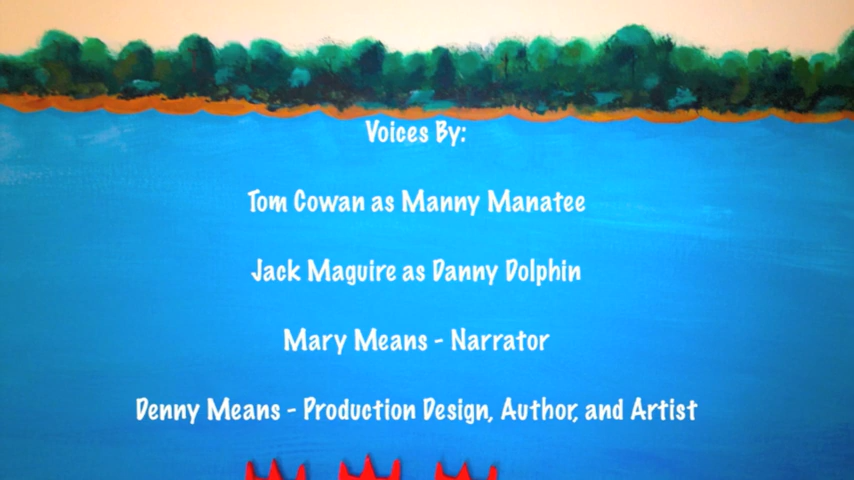 Voices By:
Tom Cowan as Manny Manatee
Jack Maguire as Danny Dolphin
Mary Means - Narrator
Denny Means - Production Design, Author, and Artist